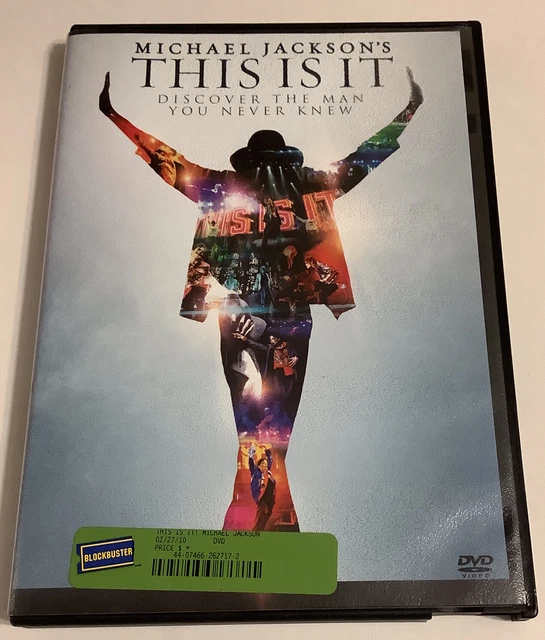 MICHAEL JACKSON'S
THIS IS IT
DISCOVER THE MAN
YOU NEVER KNEW
THIS IS IT
THIS IS IT! MICHAEL JACKSON
02/27/10 DVD
PRICE $ *
44-07466-262717-2
BLOCKBUSTER
DVD
VIDEO